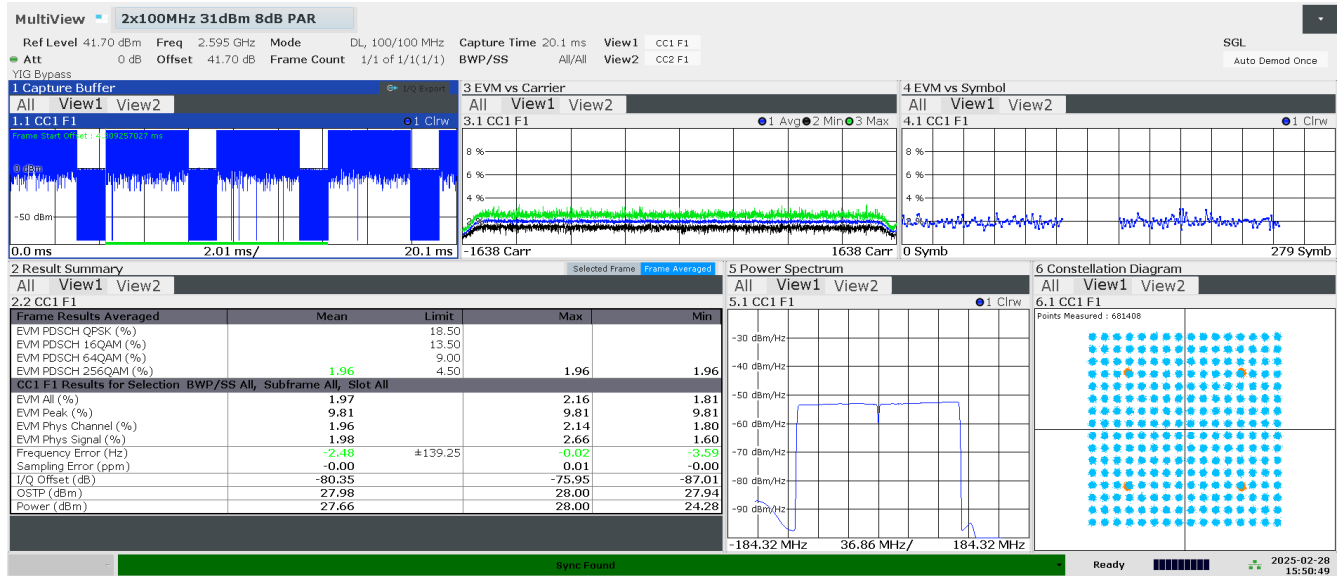 MultiView 2x100MHz 31dBm 8dB PAR
Ref Level 41.70 dBm Freq 2.595 GHz Mode DL, 100/100 MHz Capture Time 20.1 ms View1 CC1 F1 SGL
Att 0 dB Offset 41.70 dB Frame Count 1/1 of 1/1(1/1) BWP/SS All/All View2 CC2 F1 Auto Demod Once
YIG Bypass
1 Capture Buffer I/Q Export
All View1 View2
1.1 CC1 F1 1 Clrw
0 dBm
-50 dBm
0.0 ms 2.01 ms/ 20.1 ms
3 EVM vs Carrier
All View1 View2
3.1 CC1 F1 1 Avg 2 Min 3 Max
8 %
6 %
4 %
-1638 Carr 1638 Carr
4 EVM vs Symbol
All View1 View2
4.1 CC1 F1 1 Clrw
8 %
6 %
4 %
0 Symb 279 Symb
2 Result Summary Selected Frame Frame Averaged
All View1 View2
2.2 CC1 F1
Frame Results Averaged Mean Limit Max Min
EVM PDSCH QPSK (%) 18.50
EVM PDSCH 16QAM (%) 13.50
EVM PDSCH 64QAM (%) 9.00
EVM PDSCH 256QAM (%) 1.96 4.50 1.96 1.96
CC1 F1 Results for Selection BWP/SS All, Subframe All, Slot All
EVM All (%) 1.97 2.16 1.81
EVM Peak (%) 9.81 9.81 9.81
EVM Phys Channel (%) 1.96 2.14 1.80
EVM Phys Signal (%) 1.98 2.66 1.60
Frequency Error (Hz) -2.48 ±139.25 -0.02 -3.59
Sampling Error (ppm) -0.00 0.01 -0.00
I/Q Offset (dB) -80.35 -75.95 -87.01
OSTP (dBm) 27.98 28.00 27.94
Power (dBm) 27.66 28.00 24.28
5 Power Spectrum
All View1 View2
5.1 CC1 F1 1 Clrw
-30 dBm/Hz
-40 dBm/Hz
-50 dBm/Hz
-60 dBm/Hz
-70 dBm/Hz
-80 dBm/Hz
-90 dBm/Hz
-184.32 MHz 36.86 MHz/ 184.32 MHz
6 Constellation Diagram
All View1 View2
6.1 CC1 F1
Points Measured : 681408
Sync Found
Ready
2025-02-28
15:50:49